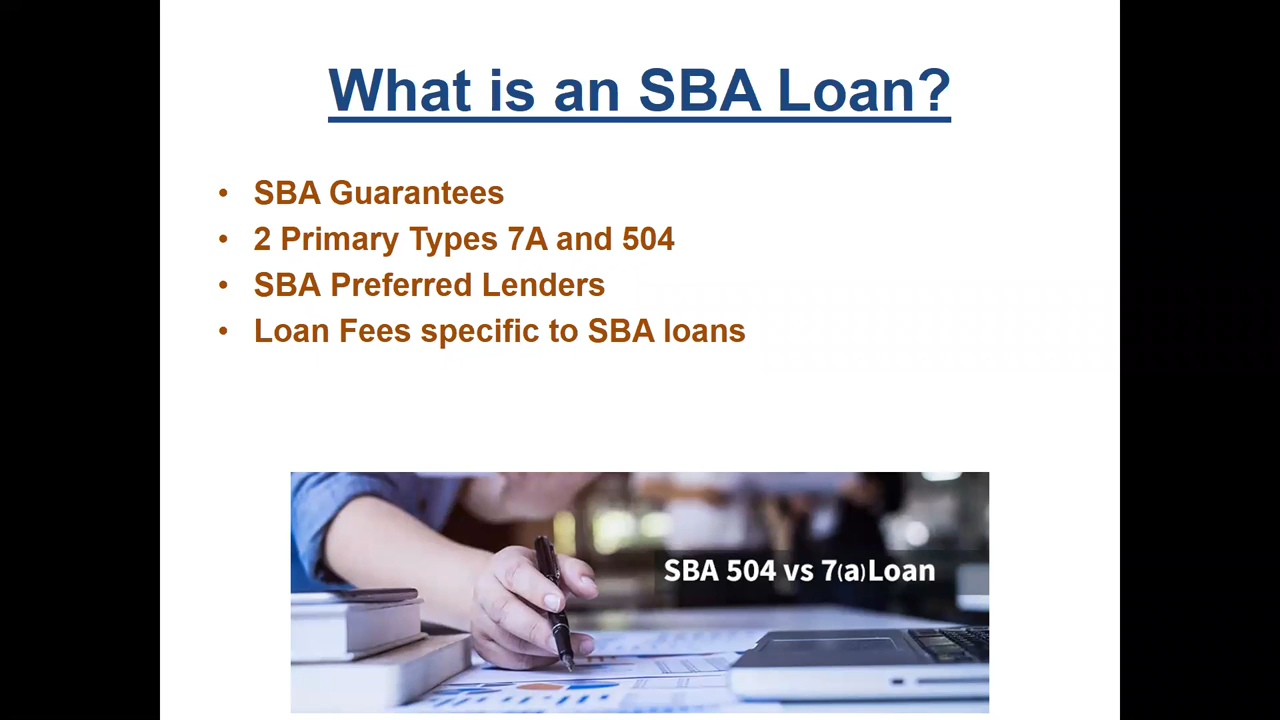 What is an SBA Loan?
• SBA Guarantees
• 2 Primary Types 7A and 504
• SBA Preferred Lenders
• Loan Fees specific to SBA loans
SBA 504 vs 7(a)Loan